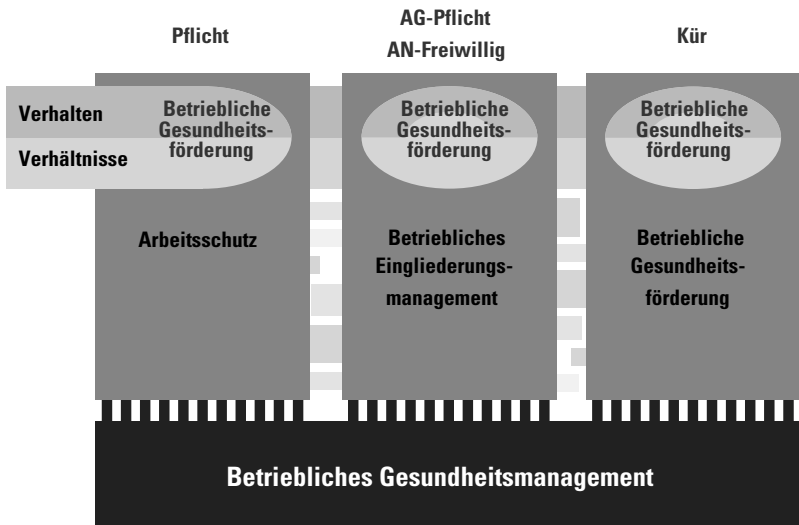 Pflicht
AG-Pflicht
AN-Freiwillig
Kür
Verhalten
Verhältnisse
Betriebliche
Gesundheits-
förderung
Betriebliche
Gesundheits-
förderung
Betriebliche
Gesundheits-
förderung
Arbeitsschutz
Betriebliches
Eingliederungs-
management
Betriebliche
Gesundheits-
förderung
Betriebliches Gesundheitsmanagement